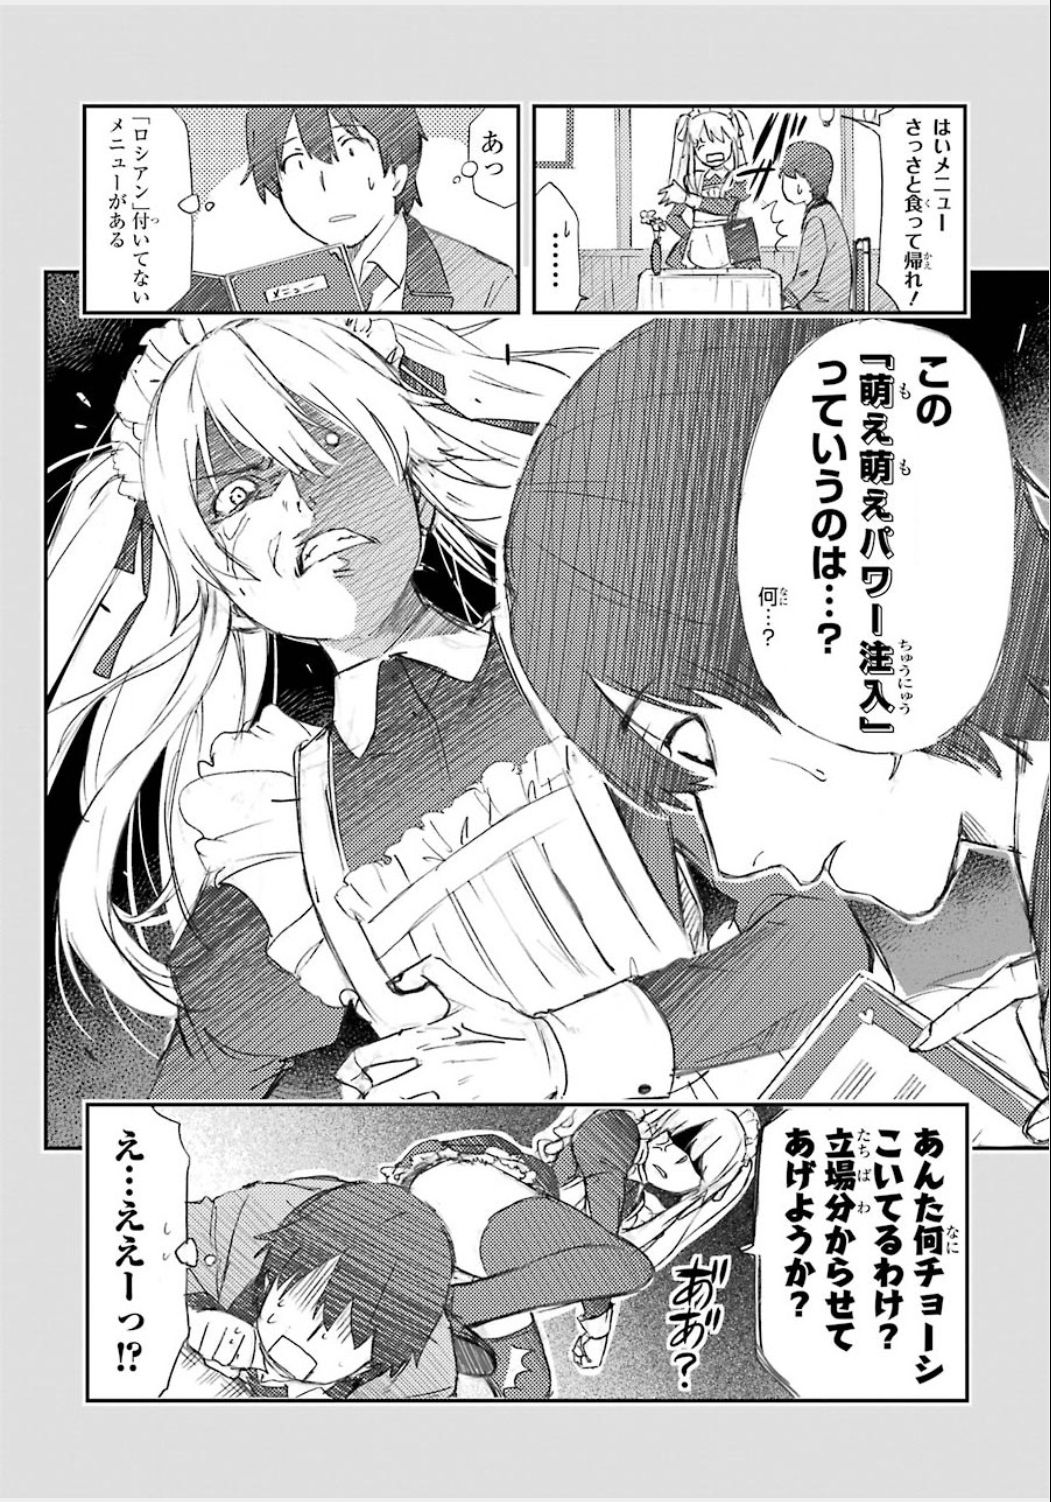 はいメニュー
さっさと食って帰れ！
………
あっ
「ロシアン」付いてない
メニューがある
メニュー
この
『萌え萌えパワー注入』
っていうのは…？
何…？
あんた何チョーシ
こいてるわけ？
立場分からせて
あげようか？
あ゛あ゛？
え…ええーっ!?